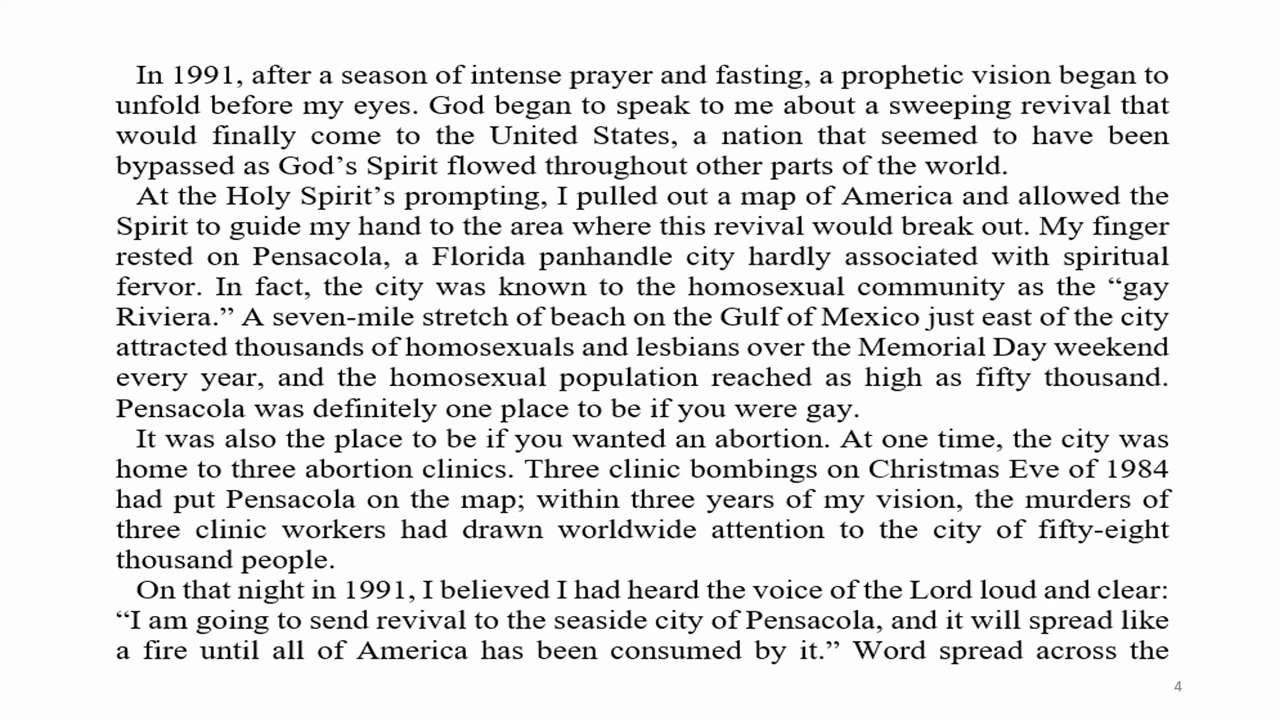 In 1991, after a season of intense prayer and fasting, a prophetic vision began to
unfold before my eyes. God began to speak to me about a sweeping revival that
would finally come to the United States, a nation that seemed to have been
bypassed as God’s Spirit flowed throughout other parts of the world.
At the Holy Spirit’s prompting, I pulled out a map of America and allowed the
Spirit to guide my hand to the area where this revival would break out. My finger
rested on Pensacola, a Florida panhandle city hardly associated with spiritual
fervor. In fact, the city was known to the homosexual community as the “gay
Riviera.” A seven-mile stretch of beach on the Gulf of Mexico just east of the city
attracted thousands of homosexuals and lesbians over the Memorial Day weekend
every year, and the homosexual population reached as high as fifty thousand.
Pensacola was definitely one place to be if you were gay.
It was also the place to be if you wanted an abortion. At one time, the city was
home to three abortion clinics. Three clinic bombings on Christmas Eve of 1984
had put Pensacola on the map; within three years of my vision, the murders of
three clinic workers had drawn worldwide attention to the city of fifty-eight
thousand people.
On that night in 1991, I believed I had heard the voice of the Lord loud and clear:
“I am going to send revival to the seaside city of Pensacola, and it will spread like
a fire until all of America has been consumed by it.” Word spread across the
4